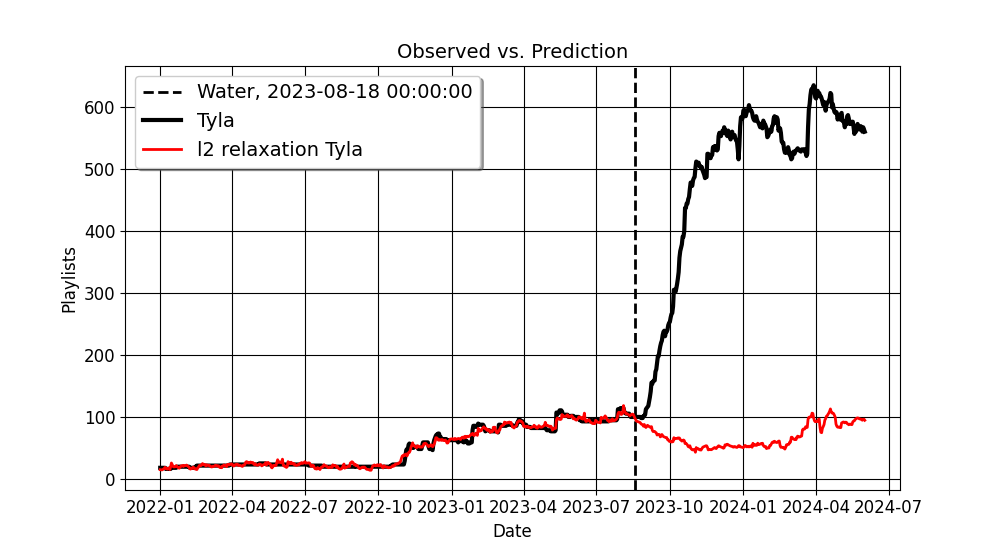 Observed vs. Prediction
Water, 2023-08-18 00:00:00
Tyla
l2 relaxation Tyla
600
500
400
300
200
100
0
Playlists
2022-01 2022-04 2022-07 2022-10 2023-01 2023-04 2023-07 2023-10 2024-01 2024-04 2024-07
Date